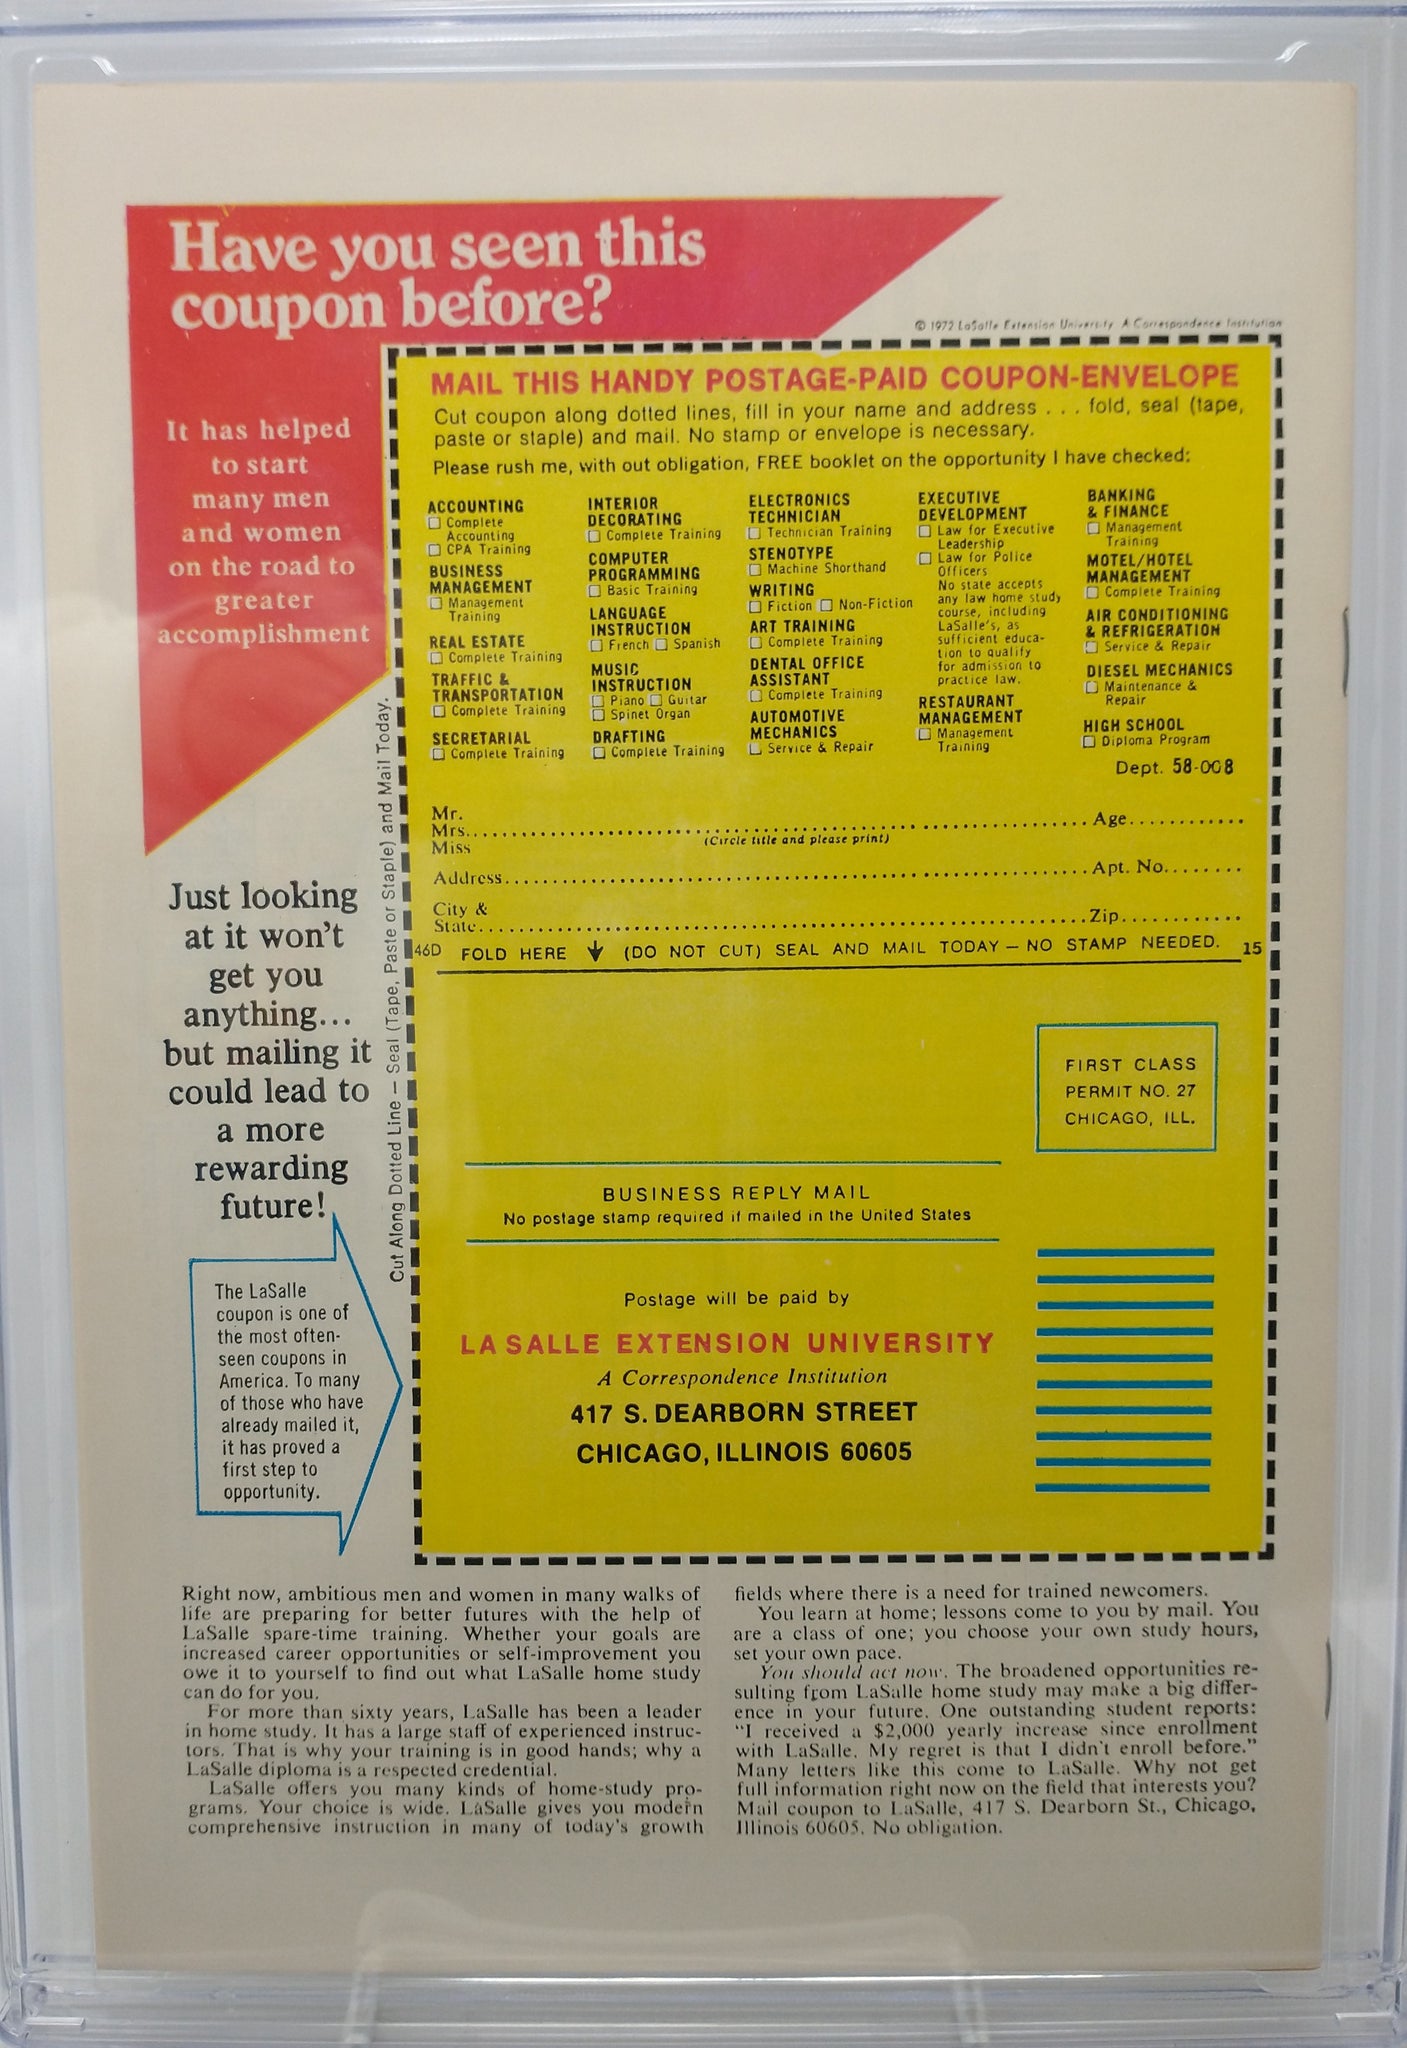 Have you seen this
coupon before?
It has helped
to start
many men
and women
on the road to
greater
accomplishment
Just looking
at it won't
get you
anything...
but mailing it
could lead to
a more
rewarding
future!
The LaSalle
coupon is one of
the most often-
seen coupons in
America. To many
of those who have
already mailed it,
it has proved a
first step to
opportunity.
Cut Along Dotted Line — Seal (Tape, Paste or Staple) and Mail Today.
© 1972 LaSalle Extension University A Correspondence Institution
MAIL THIS HANDY POSTAGE-PAID COUPON-ENVELOPE
Cut coupon along dotted lines, fill in your name and address . . . fold, seal (tape,
paste or staple) and mail. No stamp or envelope is necessary.
Please rush me, with out obligation, FREE booklet on the opportunity I have checked:
ACCOUNTING
☐ Complete
Accounting
☐ CPA Training
BUSINESS
MANAGEMENT
☐ Management
Training
REAL ESTATE
☐ Complete Training
TRAFFIC &
TRANSPORTATION
☐ Complete Training
SECRETARIAL
☐ Complete Training
INTERIOR
DECORATING
☐ Complete Training
COMPUTER
PROGRAMMING
☐ Basic Training
LANGUAGE
INSTRUCTION
☐ French ☐ Spanish
MUSIC
INSTRUCTION
☐ Piano ☐ Guitar
☐ Spinet Organ
DRAFTING
☐ Complete Training
ELECTRONICS
TECHNICIAN
☐ Technician Training
STENOTYPE
☐ Machine Shorthand
WRITING
☐ Fiction ☐ Non-Fiction
ART TRAINING
☐ Complete Training
DENTAL OFFICE
ASSISTANT
☐ Complete Training
AUTOMOTIVE
MECHANICS
☐ Service & Repair
EXECUTIVE
DEVELOPMENT
☐ Law for Executive
Leadership
☐ Law for Police
Officers
No state accepts
any law home study
course, including
LaSalle's, as
sufficient educa-
tion to qualify
for admission to
practice law.
RESTAURANT
MANAGEMENT
☐ Management
Training
BANKING
& FINANCE
☐ Management
Training
MOTEL/HOTEL
MANAGEMENT
☐ Complete Training
AIR CONDITIONING
& REFRIGERATION
☐ Service & Repair
DIESEL MECHANICS
☐ Maintenance &
Repair
HIGH SCHOOL
☐ Diploma Program
Dept. 58-008
Mr.
Mrs. Age
Miss (Circle title and please print)
Address Apt. No.
City &
State Zip
46D FOLD HERE ↓ (DO NOT CUT) SEAL AND MAIL TODAY — NO STAMP NEEDED. 15
FIRST CLASS
PERMIT NO. 27
CHICAGO, ILL.
BUSINESS REPLY MAIL
No postage stamp required if mailed in the United States
Postage will be paid by
LA SALLE EXTENSION UNIVERSITY
A Correspondence Institution
417 S. DEARBORN STREET
CHICAGO, ILLINOIS 60605
Right now, ambitious men and women in many walks of
life are preparing for better futures with the help of
LaSalle spare-time training. Whether your goals are
increased career opportunities or self-improvement you
owe it to yourself to find out what LaSalle home study
can do for you.
For more than sixty years, LaSalle has been a leader
in home study. It has a large staff of experienced instruc-
tors. That is why your training is in good hands; why a
LaSalle diploma is a respected credential.
LaSalle offers you many kinds of home-study pro-
grams. Your choice is wide. LaSalle gives you modern
comprehensive instruction in many of today's growth
fields where there is a need for trained newcomers.
You learn at home; lessons come to you by mail. You
are a class of one; you choose your own study hours,
set your own pace.
You should act now. The broadened opportunities re-
sulting from LaSalle home study may make a big differ-
ence in your future. One outstanding student reports:
"I received a $2,000 yearly increase since enrollment
with LaSalle. My regret is that I didn't enroll before."
Many letters like this come to LaSalle. Why not get
full information right now on the field that interests you?
Mail coupon to LaSalle, 417 S. Dearborn St., Chicago,
Illinois 60605. No obligation.